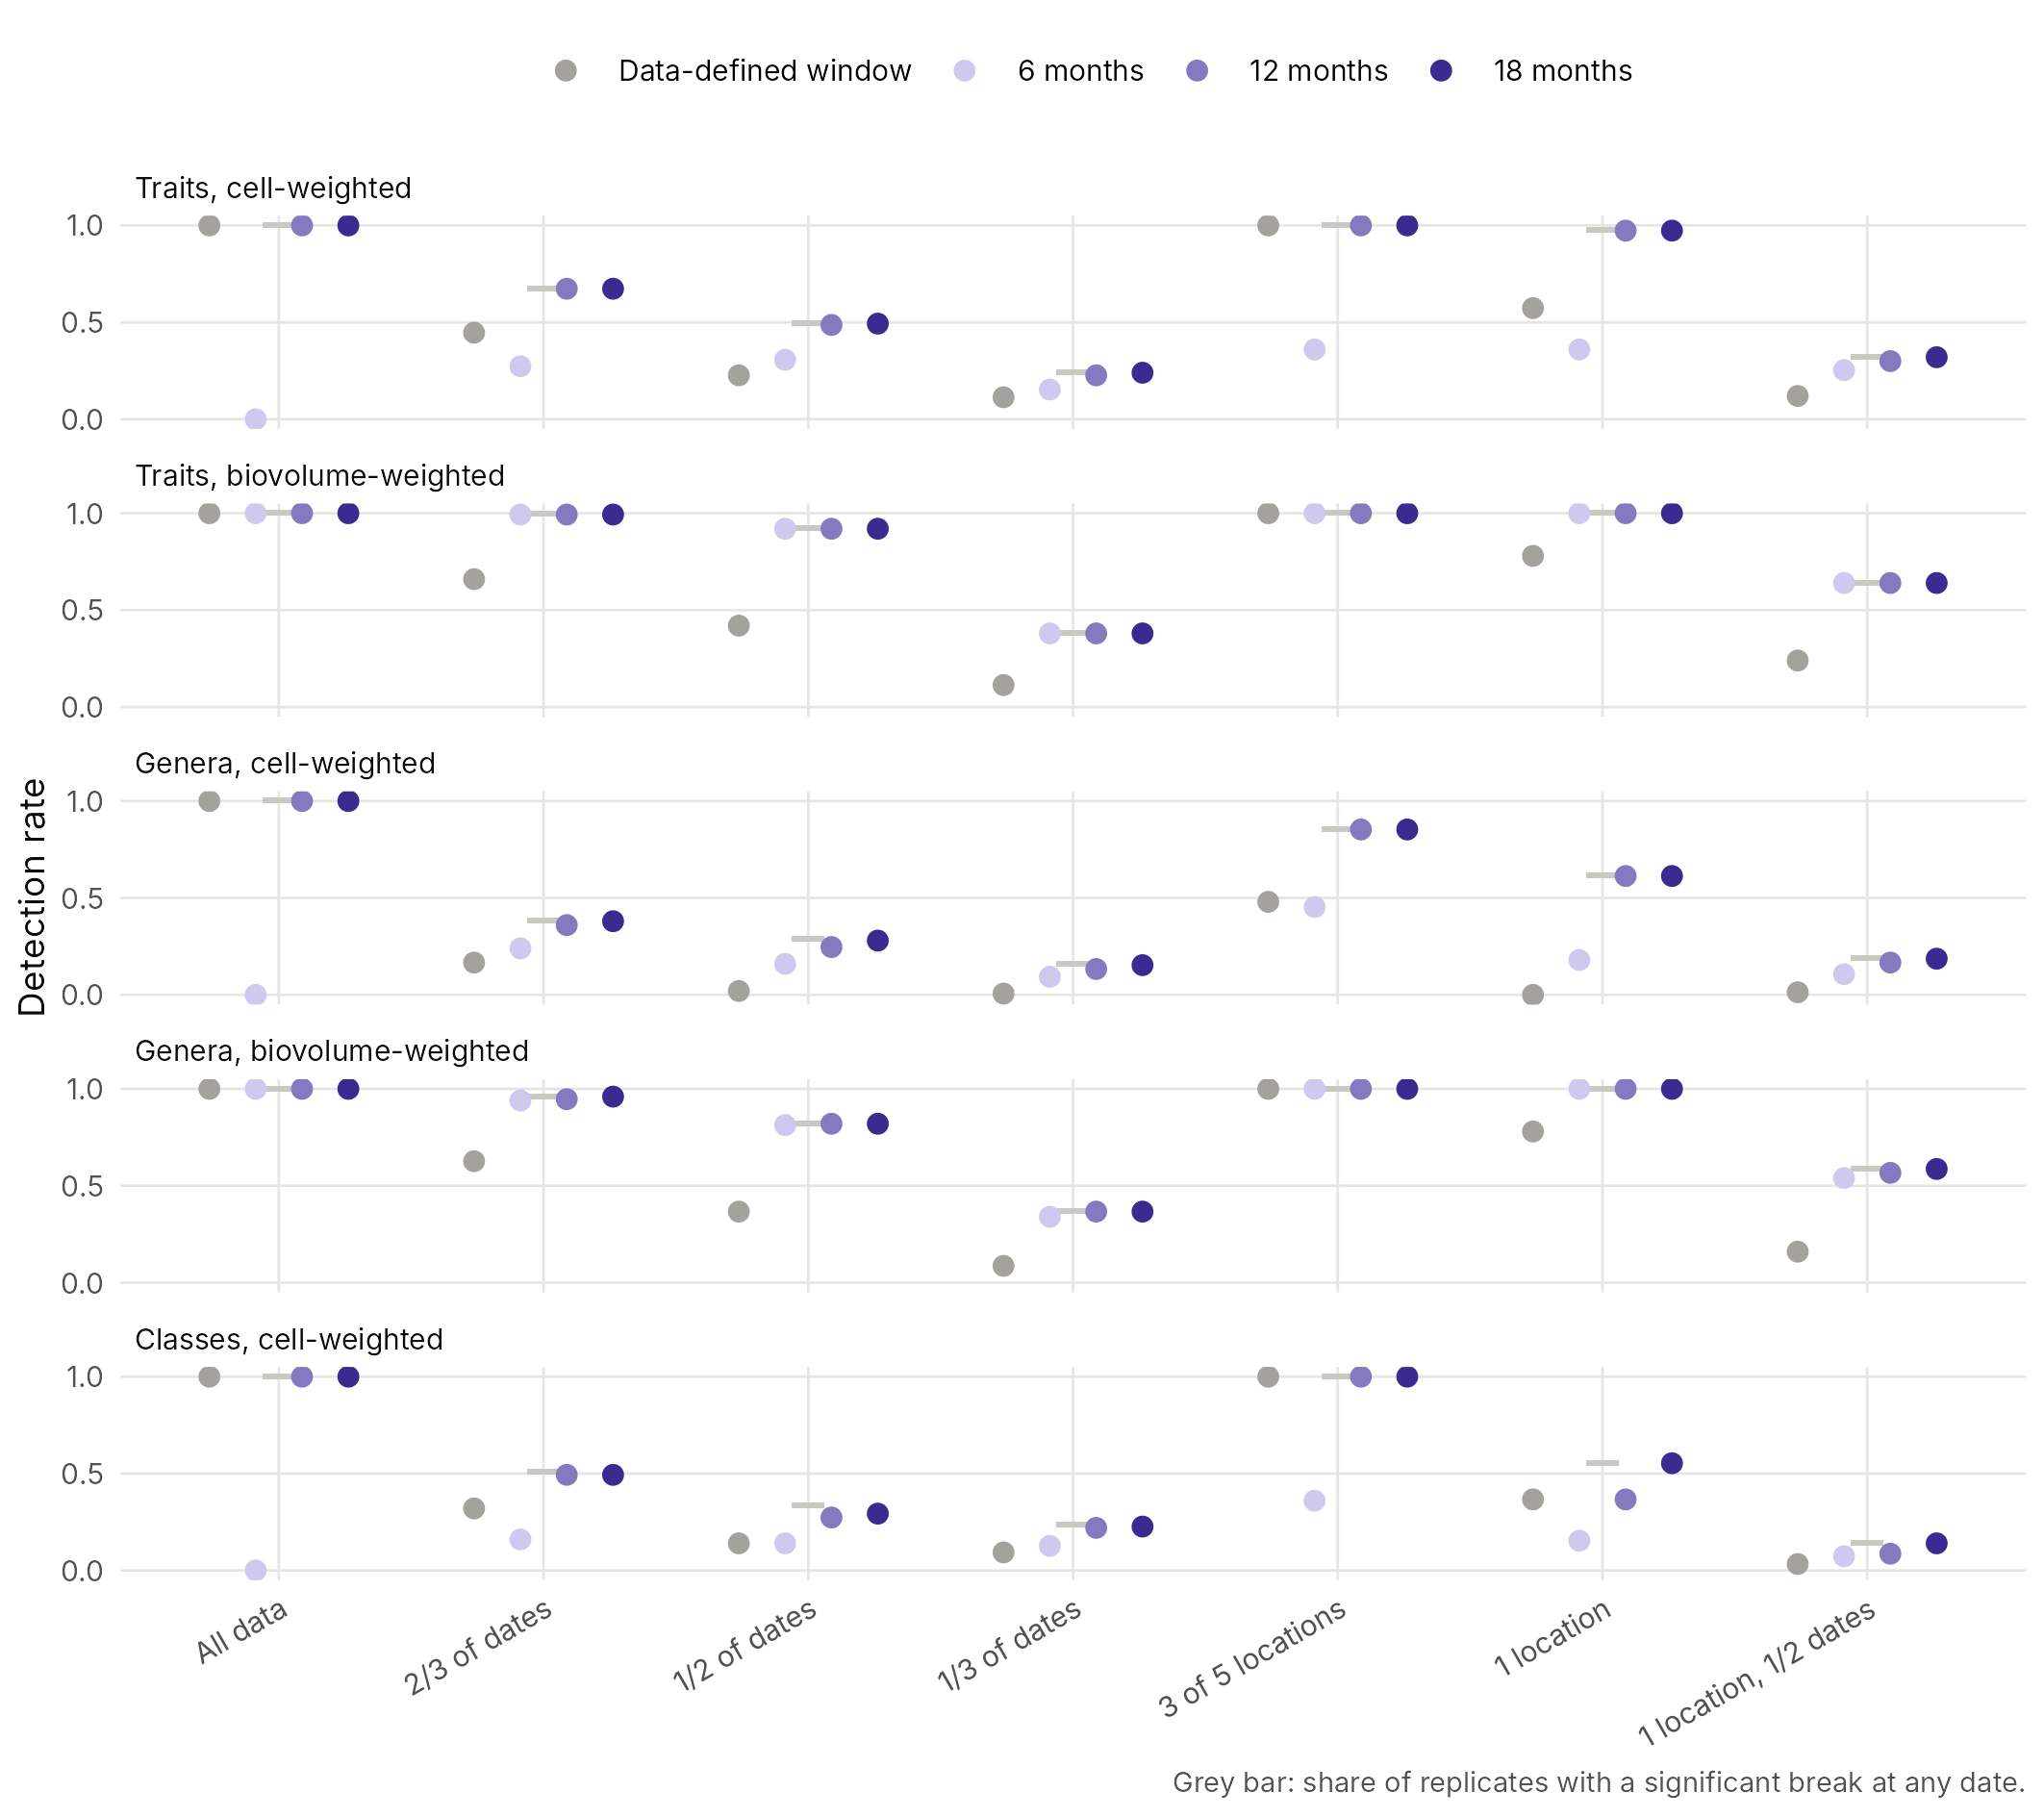 Data-defined window 6 months 12 months 18 months
Traits, cell-weighted
1.0
0.5
0.0
Traits, biovolume-weighted
1.0
0.5
0.0
Genera, cell-weighted
1.0
0.5
0.0
Genera, biovolume-weighted
1.0
0.5
0.0
Classes, cell-weighted
1.0
0.5
0.0
Detection rate
All data
2/3 of dates
1/2 of dates
1/3 of dates
3 of 5 locations
1 location
1 location, 1/2 dates
Grey bar: share of replicates with a significant break at any date.